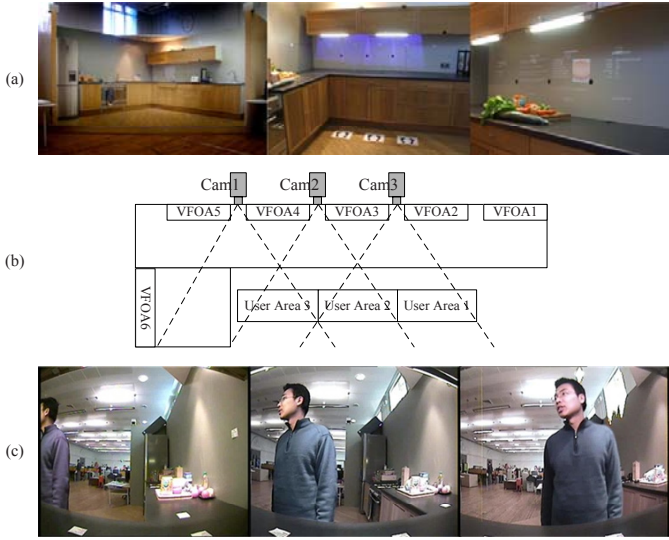 (a)
Cam1 Cam2 Cam3
VFOA5 VFOA4 VFOA3 VFOA2 VFOA1
(b)
VFOA6
User Area 3 User Area 2 User Area 1
(c)